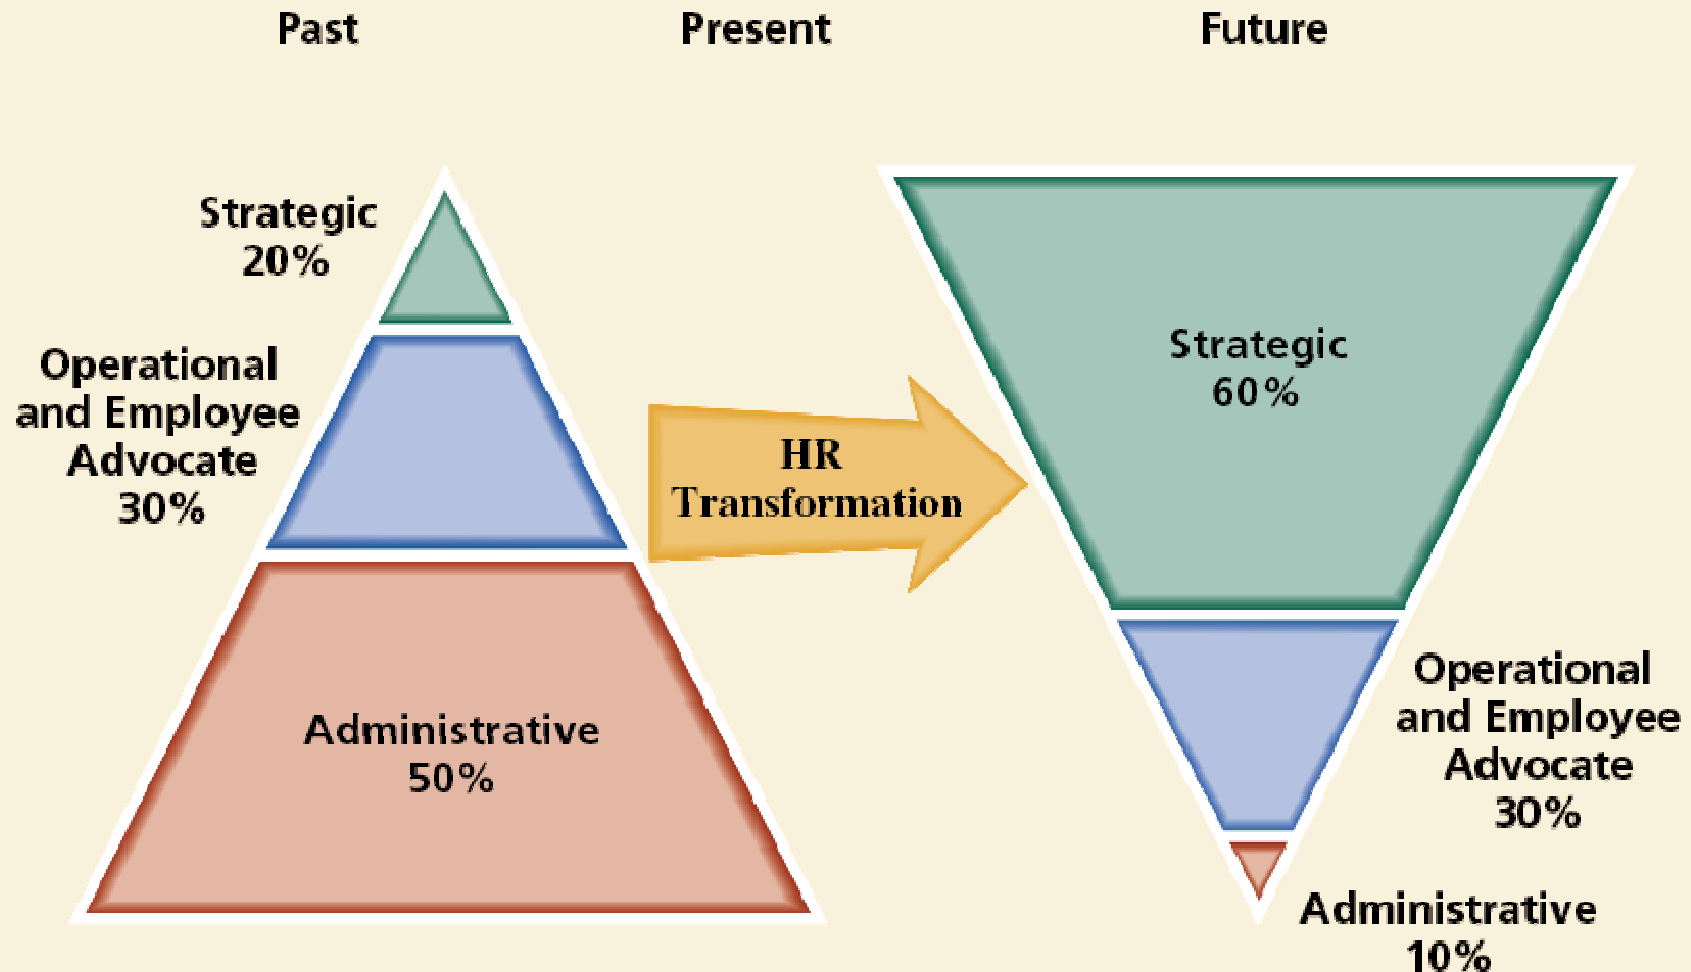 Past
Present
Future
Strategic
20%
Operational
and Employee
Advocate
30%
Administrative
50%
HR
Transformation
Strategic
60%
Operational
and Employee
Advocate
30%
Administrative
10%